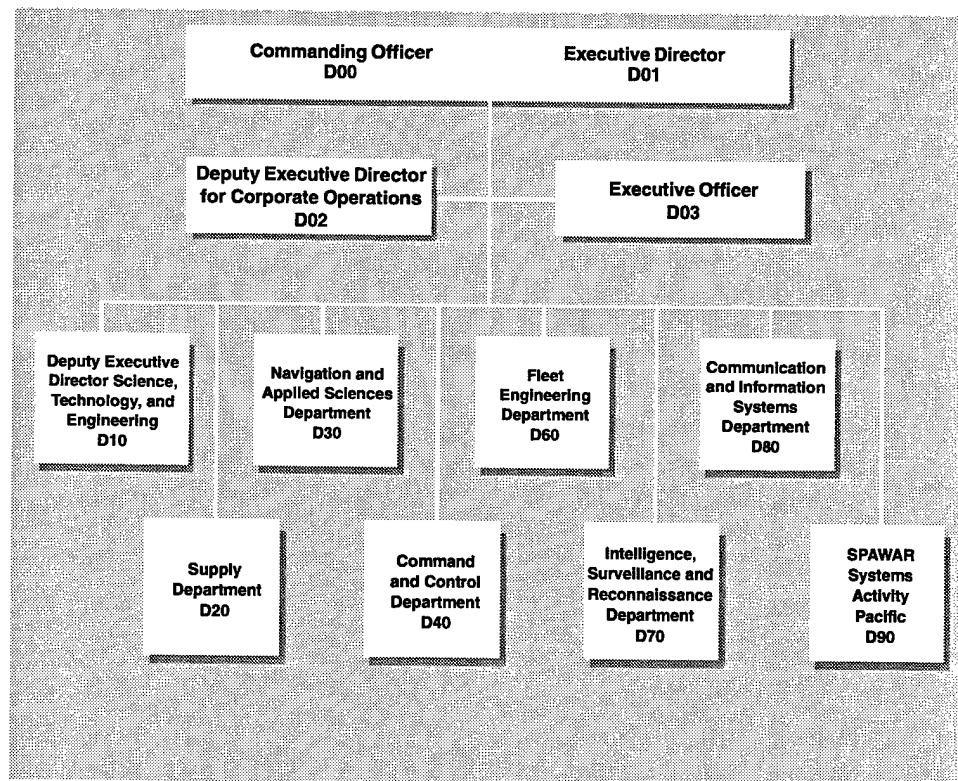 Commanding Officer
D00
Executive Director
D01
Deputy Executive Director
for Corporate Operations
D02
Executive Officer
D03
Deputy Executive
Director Science,
Technology, and
Engineering
D10
Navigation and
Applied Sciences
Department
D30
Fleet
Engineering
Department
D60
Communication
and Information
Systems
Department
D80
Supply
Department
D20
Command
and Control
Department
D40
Intelligence,
Surveillance and
Reconnaissance
Department
D70
SPAWAR
Systems
Activity
Pacific
D90